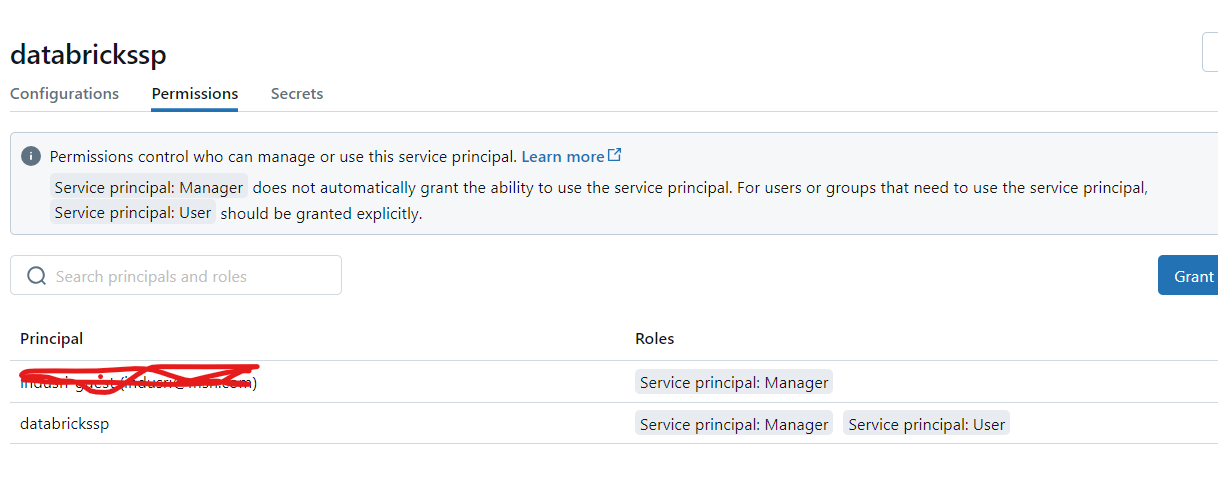 databrickssp
Configurations Permissions Secrets
Permissions control who can manage or use this service principal. Learn more
Service principal: Manager does not automatically grant the ability to use the service principal. For users or groups that need to use the service principal,
Service principal: User should be granted explicitly.
Search principals and roles
Grant
Principal Roles
Service principal: Manager
databrickssp Service principal: Manager Service principal: User